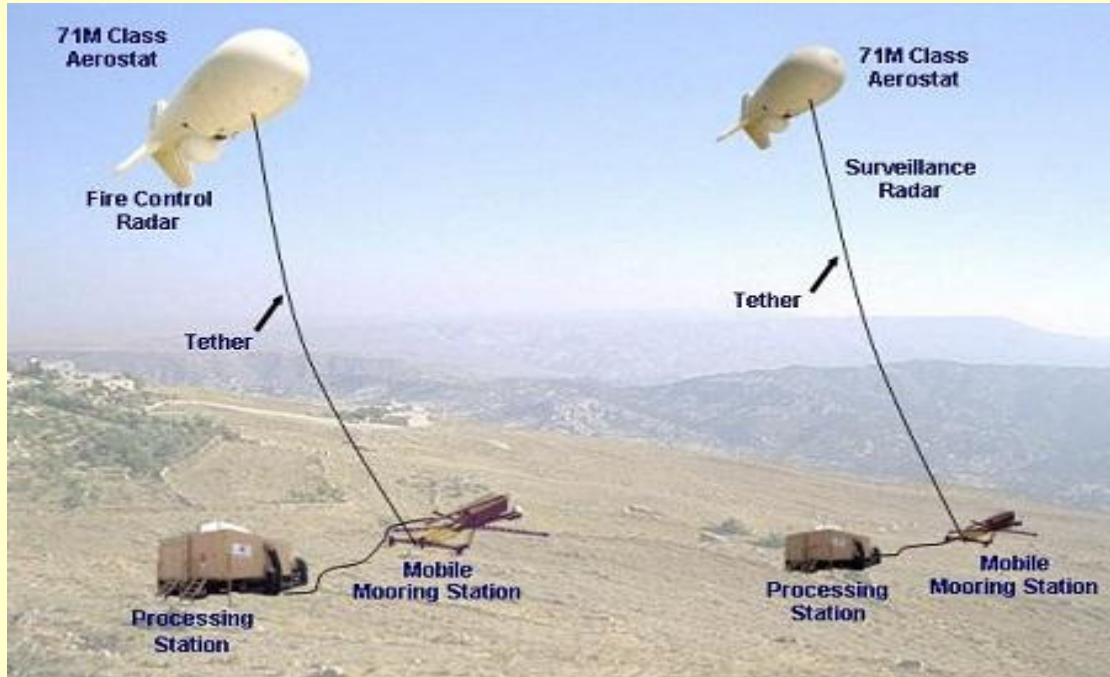 71M Class
Aerostat
Fire Control
Radar
Tether
Mobile
Mooring Station
Processing
Station
71M Class
Aerostat
Surveillance
Radar
Tether
Mobile
Mooring Station
Processing
Station